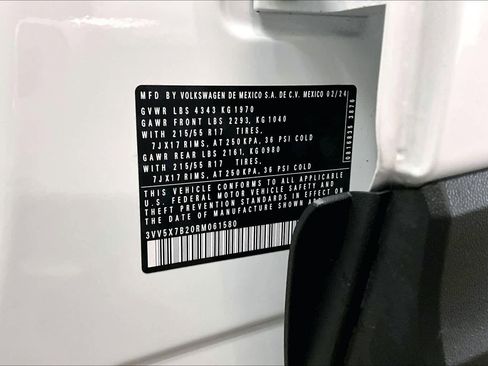 MFD BY VOLKSWAGEN DE MEXICO S.A. DE C.V. MEXICO 02/24
GVWR LBS 4343 KG 1970
GAWR FRONT LBS 2293, KG 1040
WITH 215/55 R17 TIRES,
7JX17 RIMS, AT 250 KPA, 36 PSI COLD
GAWR REAR LBS 2161, KG 0980
WITH 215/55 R17 TIRES,
7JX17 RIMS, AT 250 KPA, 36 PSI COLD
THIS VEHICLE CONFORMS TO ALL APPLICABLE
U.S. FEDERAL MOTOR VEHICLE SAFETY AND
THEFT PREVENTION STANDARDS IN EFFECT
THE DATE OF MANUFACTURE SHOWN
3VV5X7B20RM061580